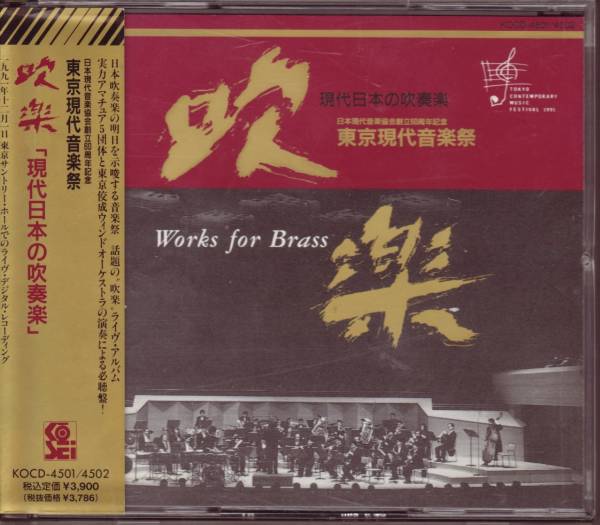 吹楽「現代日本の吹奏楽」
日本現代音楽協会創立60周年記念
東京現代音楽祭
日本吹奏楽の明日を示唆する音楽祭 話題の“吹楽”ライヴ・アルバム
実力アマチュア5団体と東京佼成ウィンドオーケストラの演奏による必聴盤!
一九九一年十二月一日東京サントリー・ホールでのライヴ・デジタル・レコーディング
KOSEI
KOCD-4501/4502
税込定価 ¥3,900
(税抜価格 ¥3,786)
KOCD-4501/4502
吹
現代日本の吹奏楽
日本現代音楽協会創立60周年記念
東京現代音楽祭
TOKYO
CONTEMPORARY
MUSIC
FESTIVAL 1991
Works for Brass
楽